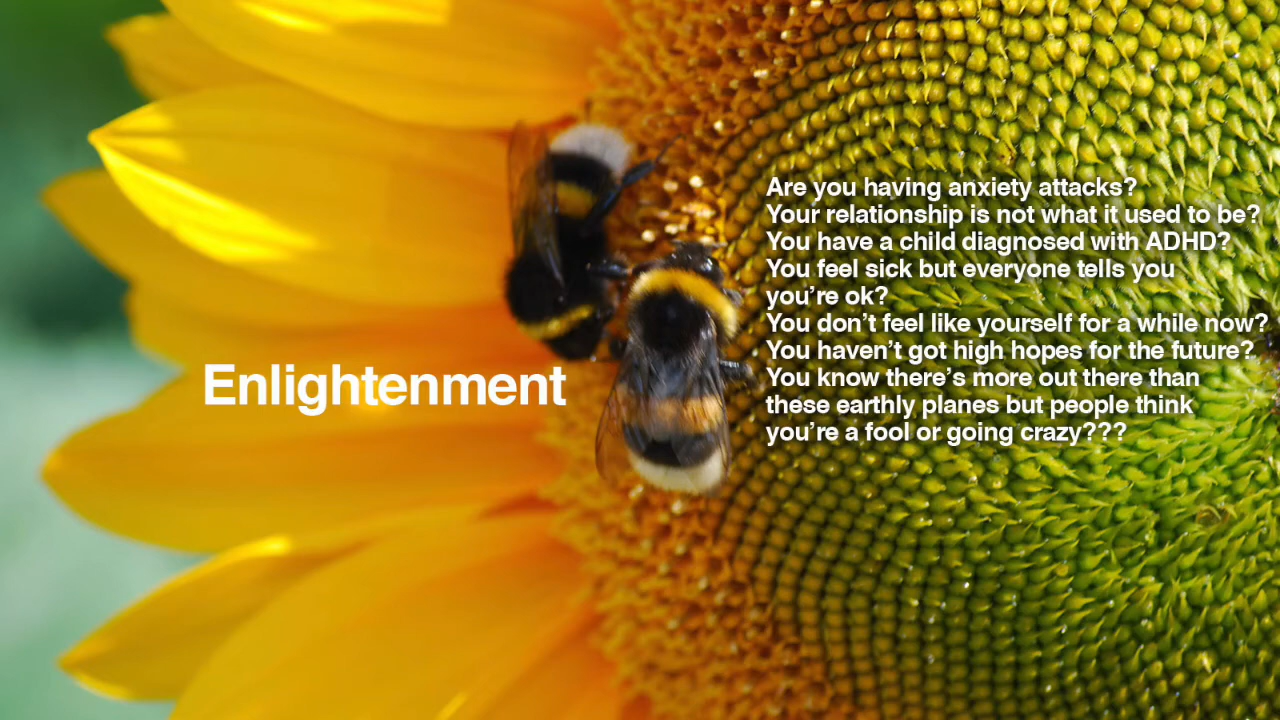 Enlightenment
Are you having anxiety attacks?
Your relationship is not what it used to be?
You have a child diagnosed with ADHD?
You feel sick but everyone tells you
you’re ok?
You don’t feel like yourself for a while now?
You haven’t got high hopes for the future?
You know there’s more out there than
these earthly planes but people think
you’re a fool or going crazy???